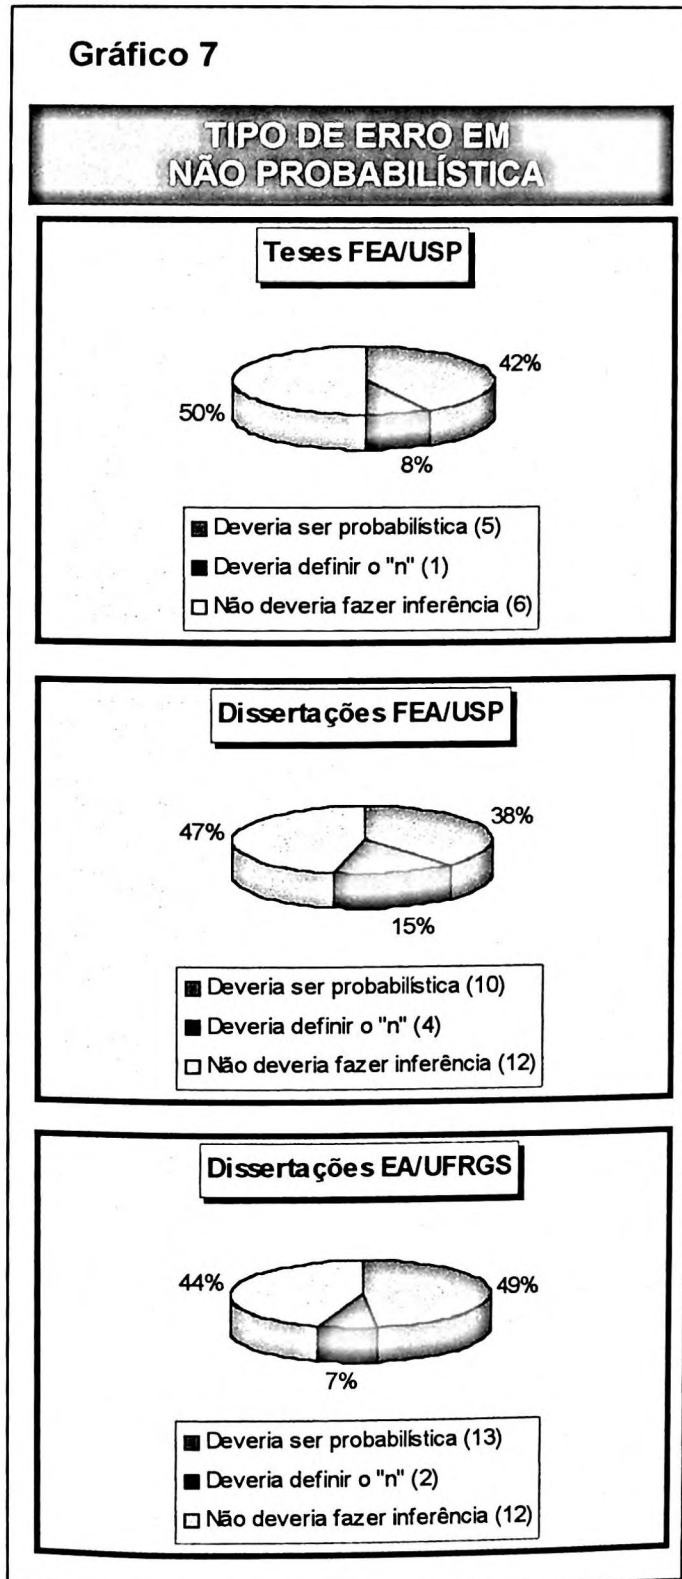 Gráfico 7
TIPO DE ERRO EM
NÃO PROBABILÍSTICA
Teses FEA/USP
42%
50%
8%
Deveria ser probabilística (5)
Deveria definir o "n" (1)
Não deveria fazer inferência (6)
Dissertações FEA/USP
47%
38%
15%
Deveria ser probabilística (10)
Deveria definir o "n" (4)
Não deveria fazer inferência (12)
Dissertações EA/UFRGS
44%
49%
7%
Deveria ser probabilística (13)
Deveria definir o "n" (2)
Não deveria fazer inferência (12)